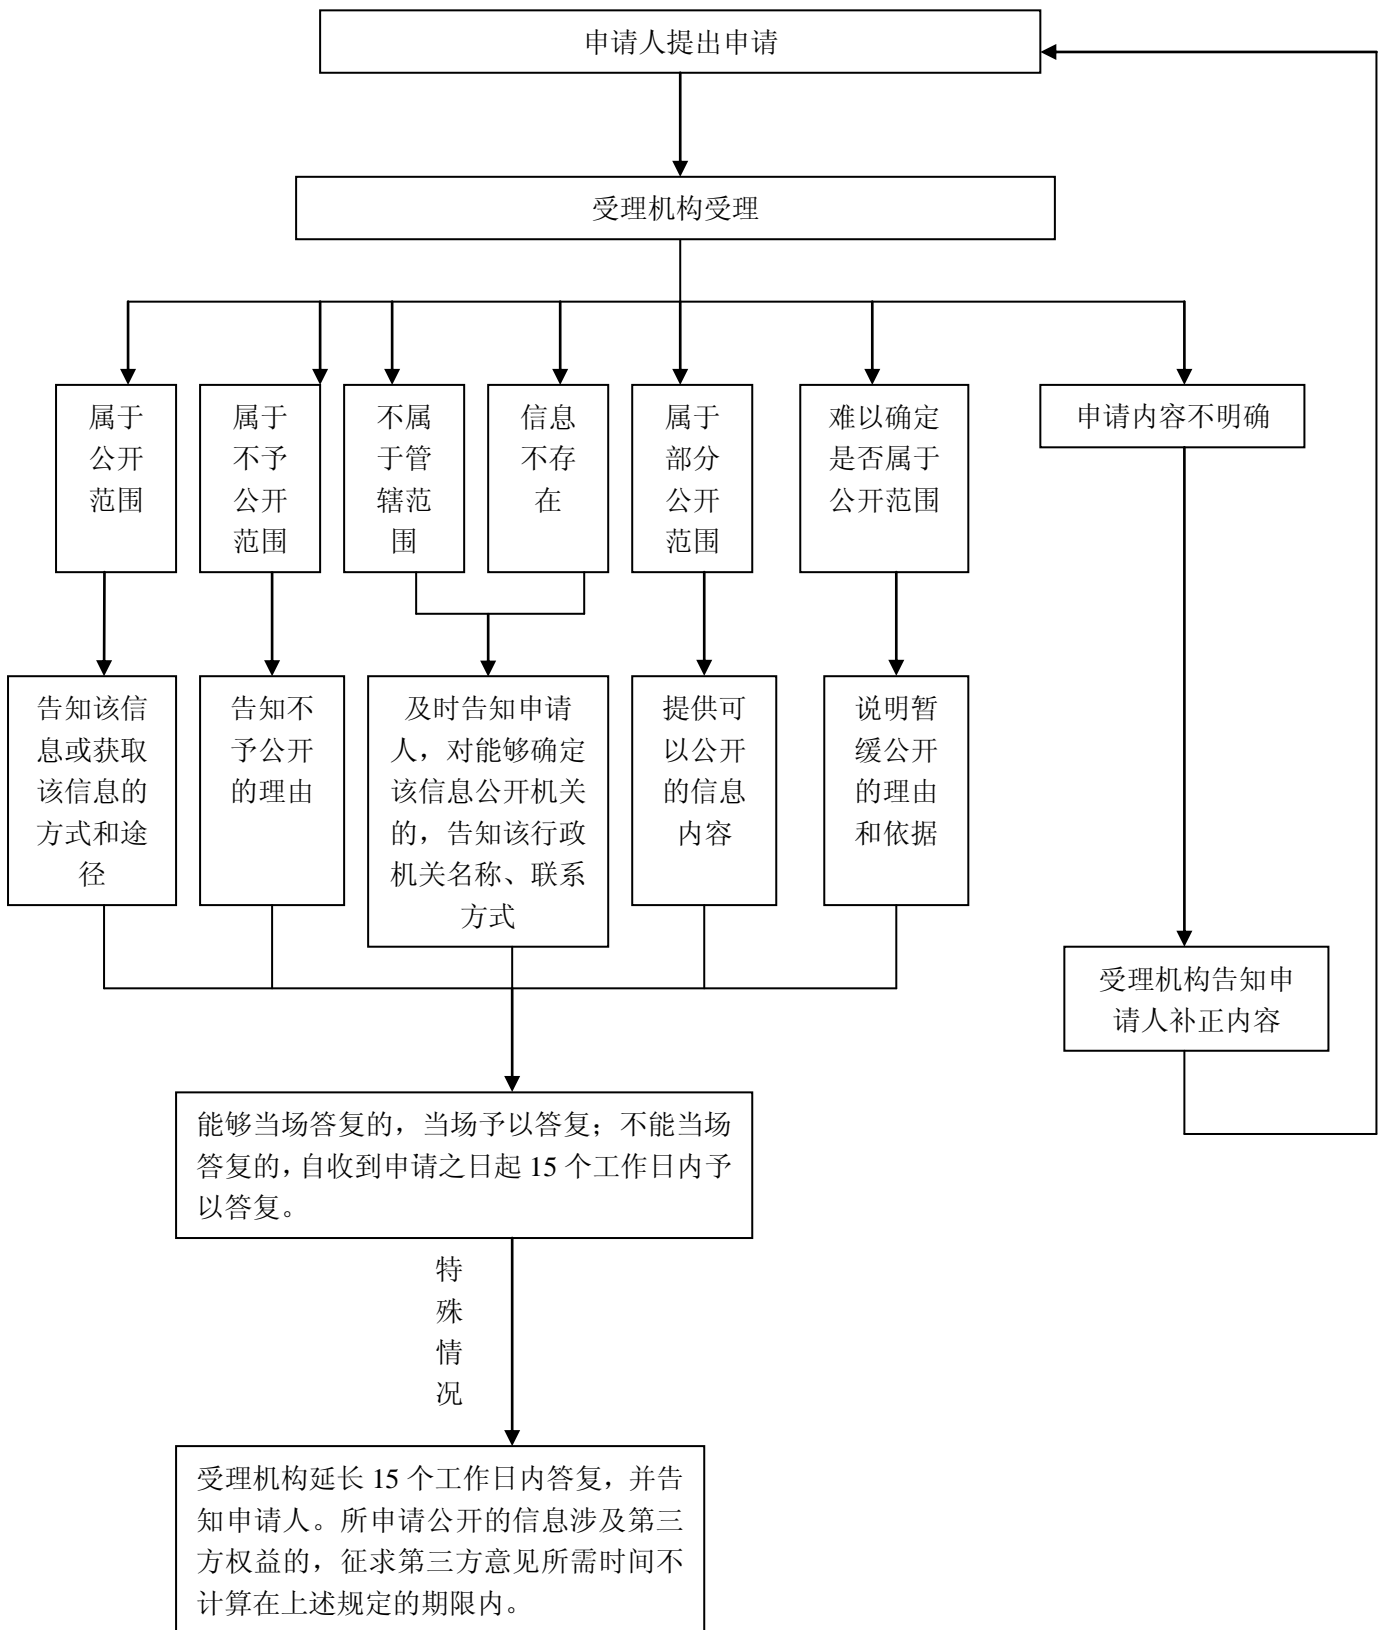 申请人提出申请
受理机构受理
属于
公开
范围
属于
不予
公开
范围
不属
于管
辖范
围
信息
不存
在
属于
部分
公开
范围
难以确定
是否属于
公开范围
申请内容不明确
告知该信
息或获取
该信息的
方式和途
径
告知不
予公开
的理由
及时告知申请
人，对能够确定
该信息公开机关
的，告知该行政
机关名称、联系
方式
提供可
以公开
的信息
内容
说明暂
缓公开
的理由
和依据
受理机构告知申
请人补正内容
能够当场答复的，当场予以答复；不能当场
答复的，自收到申请之日起 15 个工作日内予
以答复。
特
殊
情
况
受理机构延长 15 个工作日内答复，并告
知申请人。所申请公开的信息涉及第三
方权益的，征求第三方意见所需时间不
计算在上述规定的期限内。